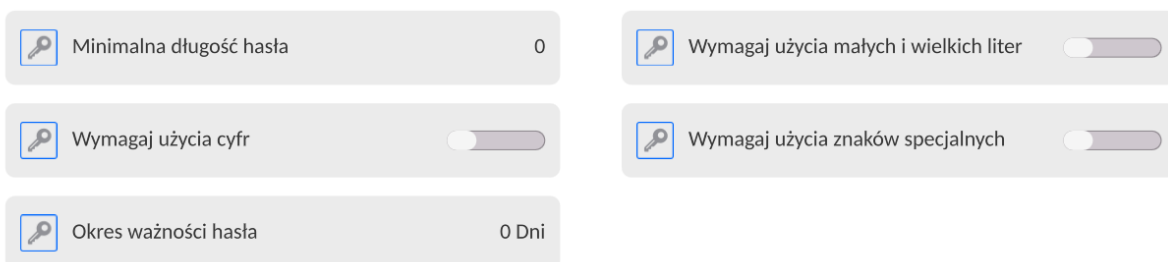 Minimalna długość hasła 0
Wymagaj użycia małych i wielkich liter
Wymagaj użycia cyfr
Wymagaj użycia znaków specjalnych
Okres ważności hasła 0 Dni